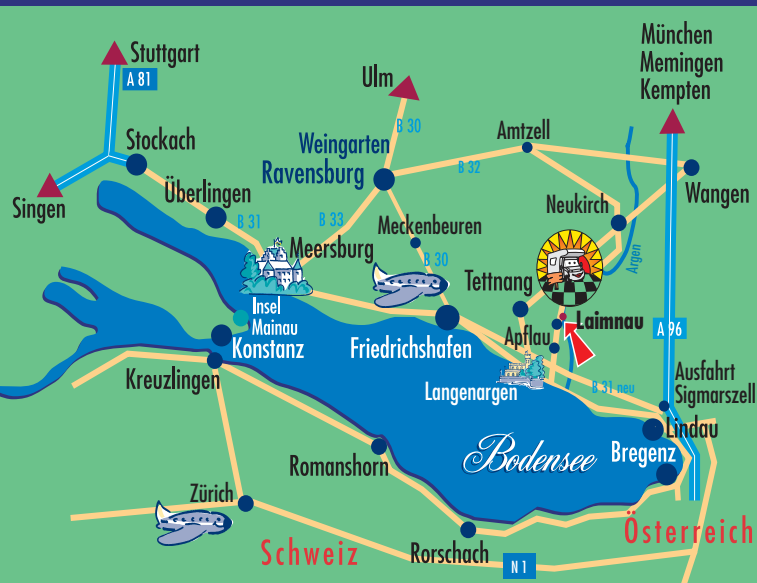 Stuttgart
A 81
Ulm
München
Memingen
Kempten
B 30
Stockach
Weingarten
Ravensburg
Amtzell
B 32
Singen
Überlingen
B 31
B 33
Meckenbeuren
Neukirch
Wangen
Meersburg
B 30
Argen
Tettnang
Insel
Mainau
Konstanz
Friedrichshafen
Apflau
Laimnau
A 96
Kreuzlingen
Langenargen
B 31 neu
Ausfahrt
Sigmarszell
Lindau
Romanshorn
Bodensee
Bregenz
Zürich
Schweiz
Rorschach
N 1
Österreich